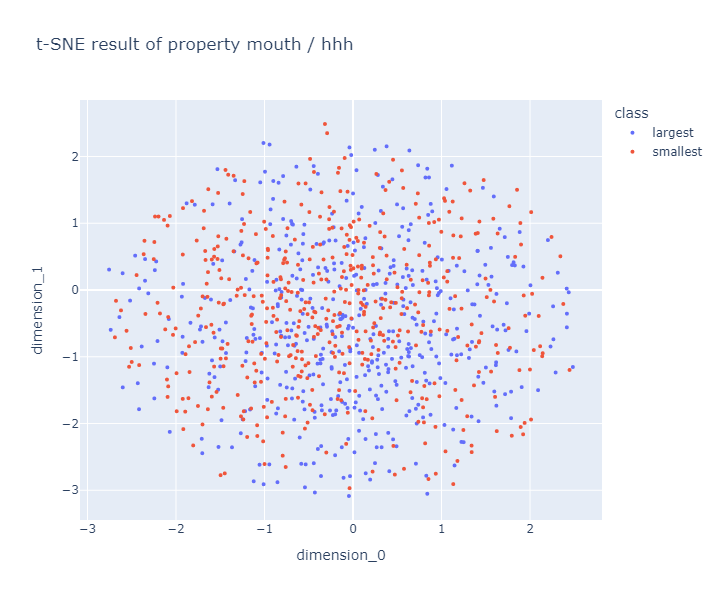 t-SNE result of property mouth / hhh
class
largest
smallest
dimension_1
2
1
0
−1
−2
−3
−3
−2
−1
0
1
2
dimension_0